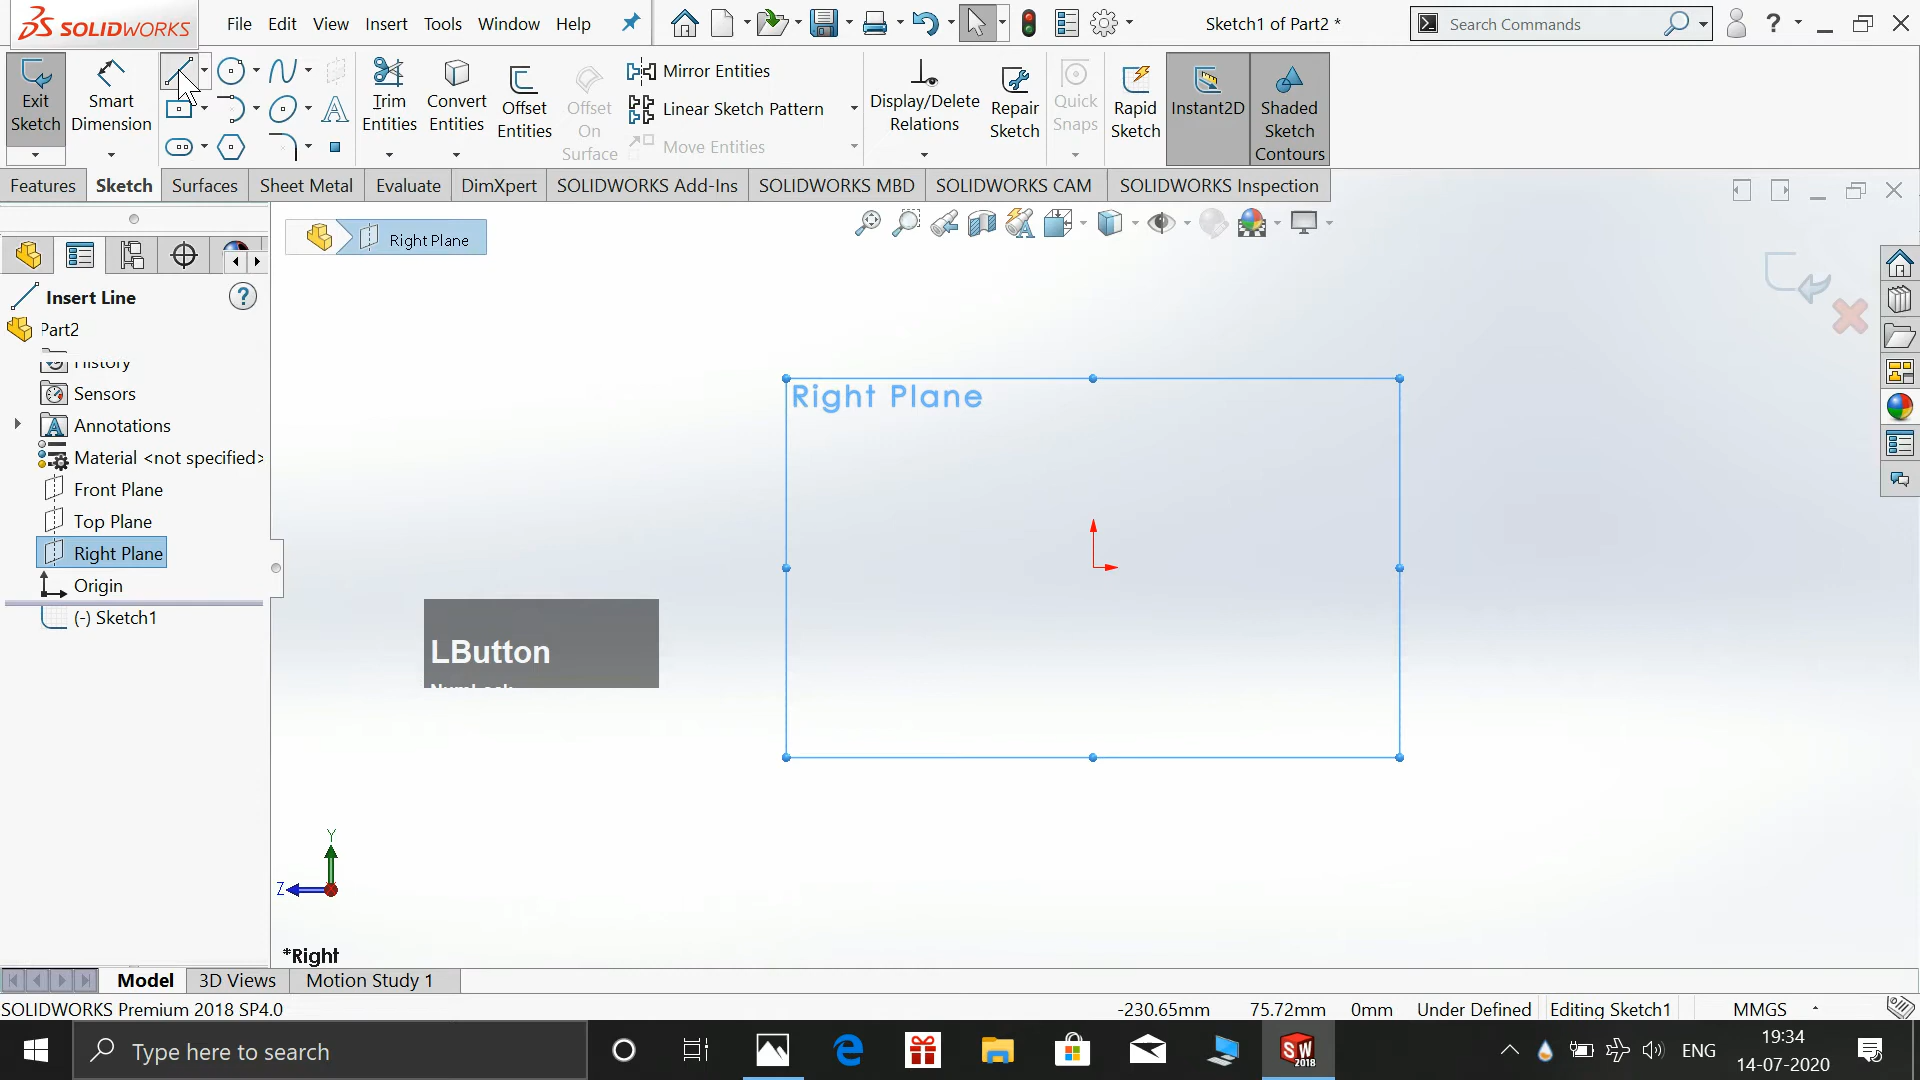 SOLIDWORKS File Edit View Insert Tools Window Help Sketch1 of Part2 * Search Commands ?
Exit Sketch
Smart Dimension
Trim Entities
Convert Entities
Offset Entities
Offset On Surface
Mirror Entities
Linear Sketch Pattern
Move Entities
Display/Delete Relations
Repair Sketch
Quick Snaps
Rapid Sketch
Instant2D
Shaded Sketch Contours
Features Sketch Surfaces Sheet Metal Evaluate DimXpert SOLIDWORKS Add-Ins SOLIDWORKS MBD SOLIDWORKS CAM SOLIDWORKS Inspection
Right Plane
Insert Line ?
Part2
History
Sensors
Annotations
Material <not specified>
Front Plane
Top Plane
Right Plane
Origin
(-) Sketch1
Right Plane
LButton
NumLock
Y
Z
*Right
Model 3D Views Motion Study 1
SOLIDWORKS Premium 2018 SP4.0 -230.65mm 75.72mm 0mm Under Defined Editing Sketch1 MMGS
Type here to search SW 2018 ENG 19:34
14-07-2020